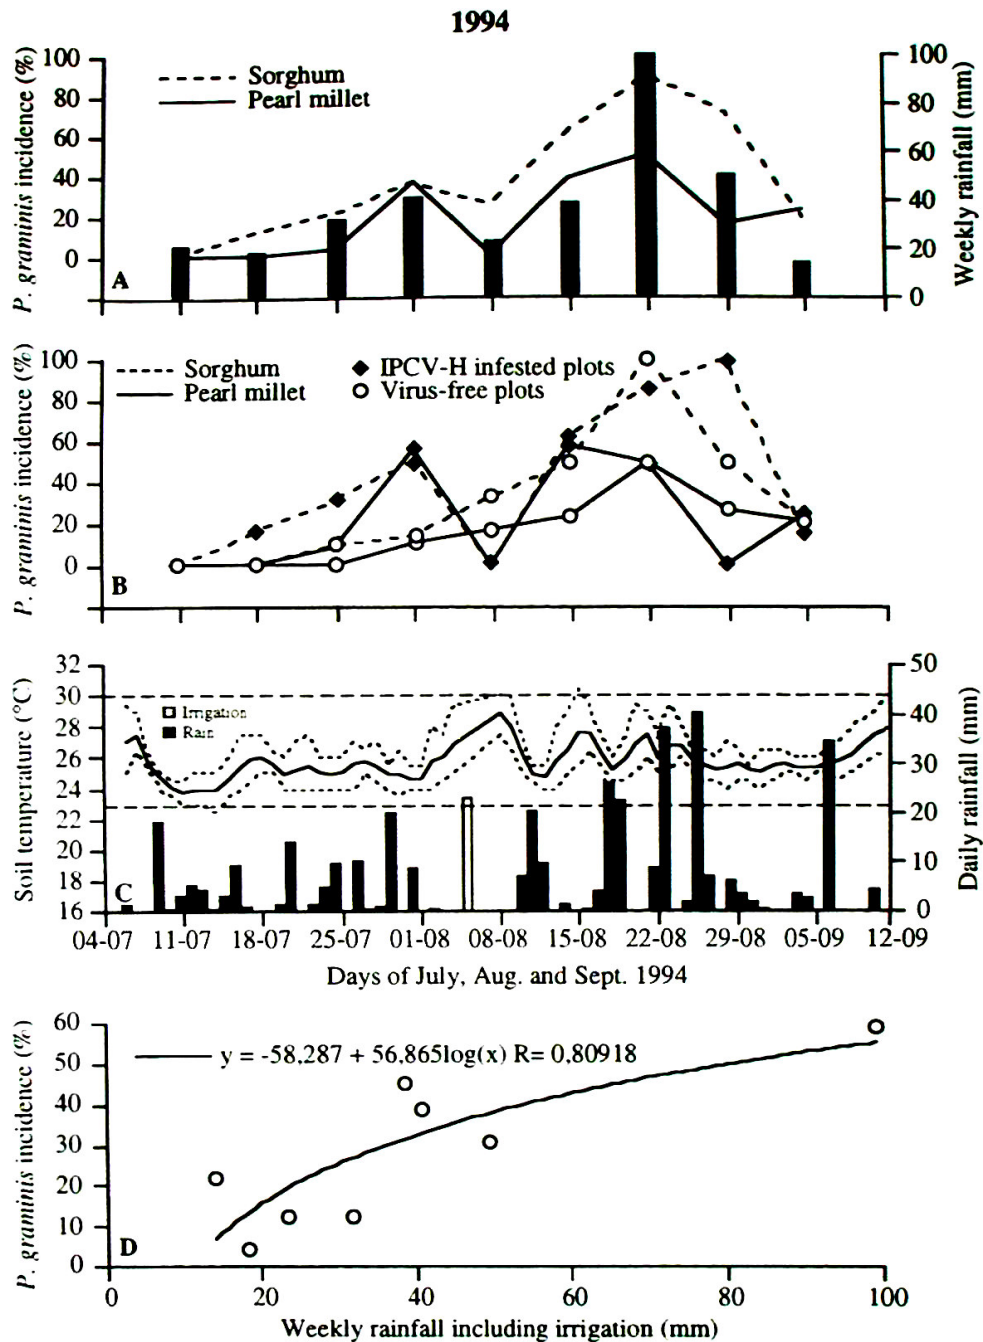 1994
P. graminis incidence (%)
100
80
60
40
20
0
Sorghum
Pearl millet
A
100
80
60
40
20
0
Weekly rainfall (mm)
P. graminis incidence (%)
100
80
60
40
20
0
Sorghum
Pearl millet
IPCV-H infested plots
Virus-free plots
B
Soil temperature (°C)
32
30
28
26
24
22
20
18
16
Irrigation
Rain
C
50
40
30
20
10
0
Daily rainfall (mm)
04-07 11-07 18-07 25-07 01-08 08-08 15-08 22-08 29-08 05-09 12-09
Days of July, Aug. and Sept. 1994
P. graminis incidence (%)
60
50
40
30
20
10
0
y = -58,287 + 56,865log(x) R= 0,80918
D
0 20 40 60 80 100
Weekly rainfall including irrigation (mm)